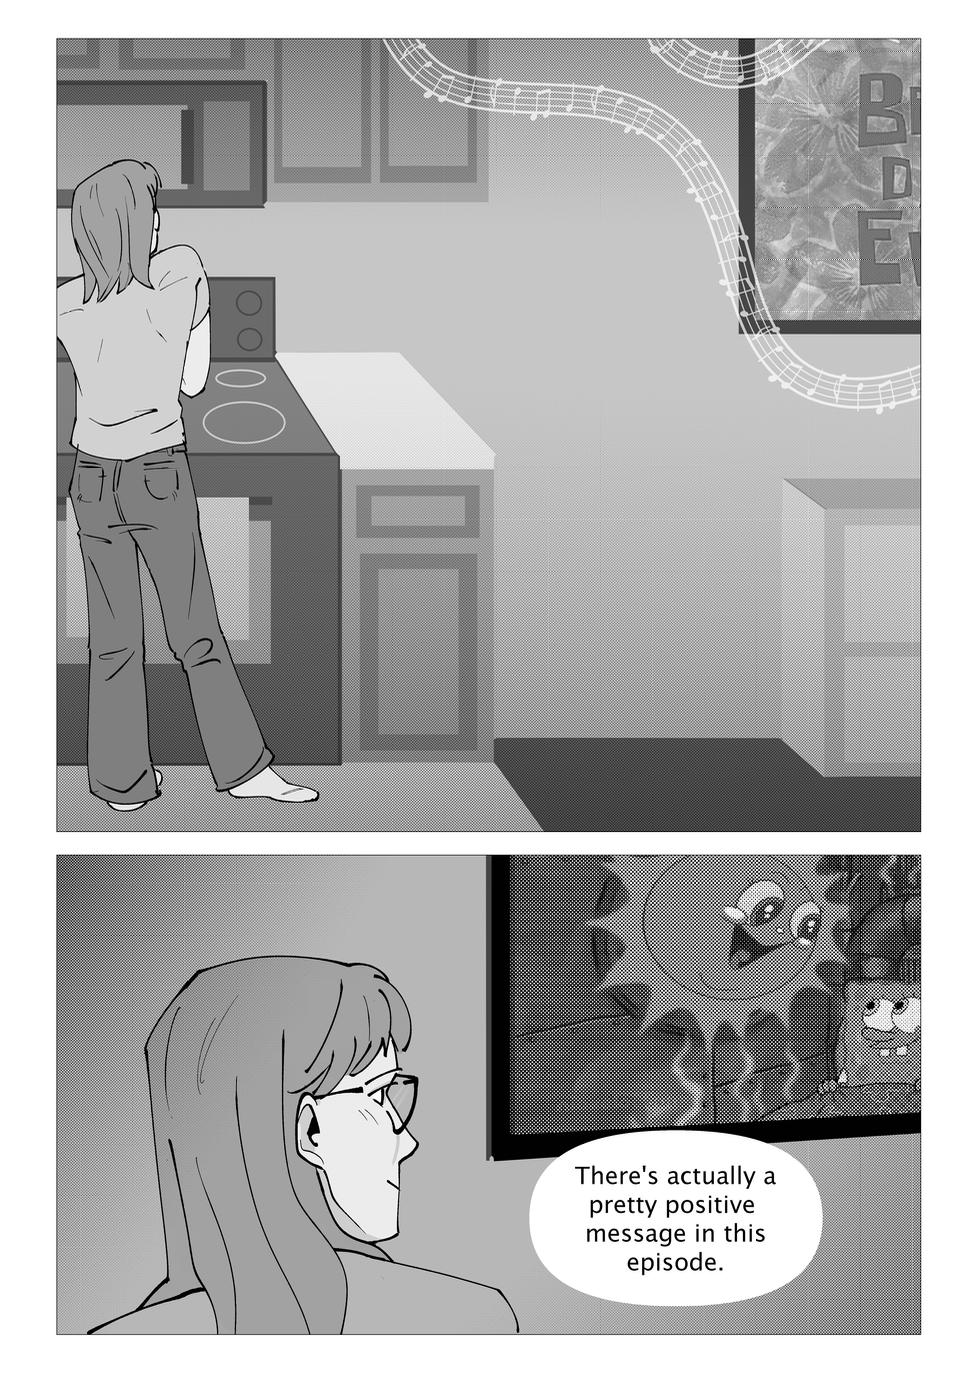 B
D
E
There's actually a
pretty positive
message in this
episode.